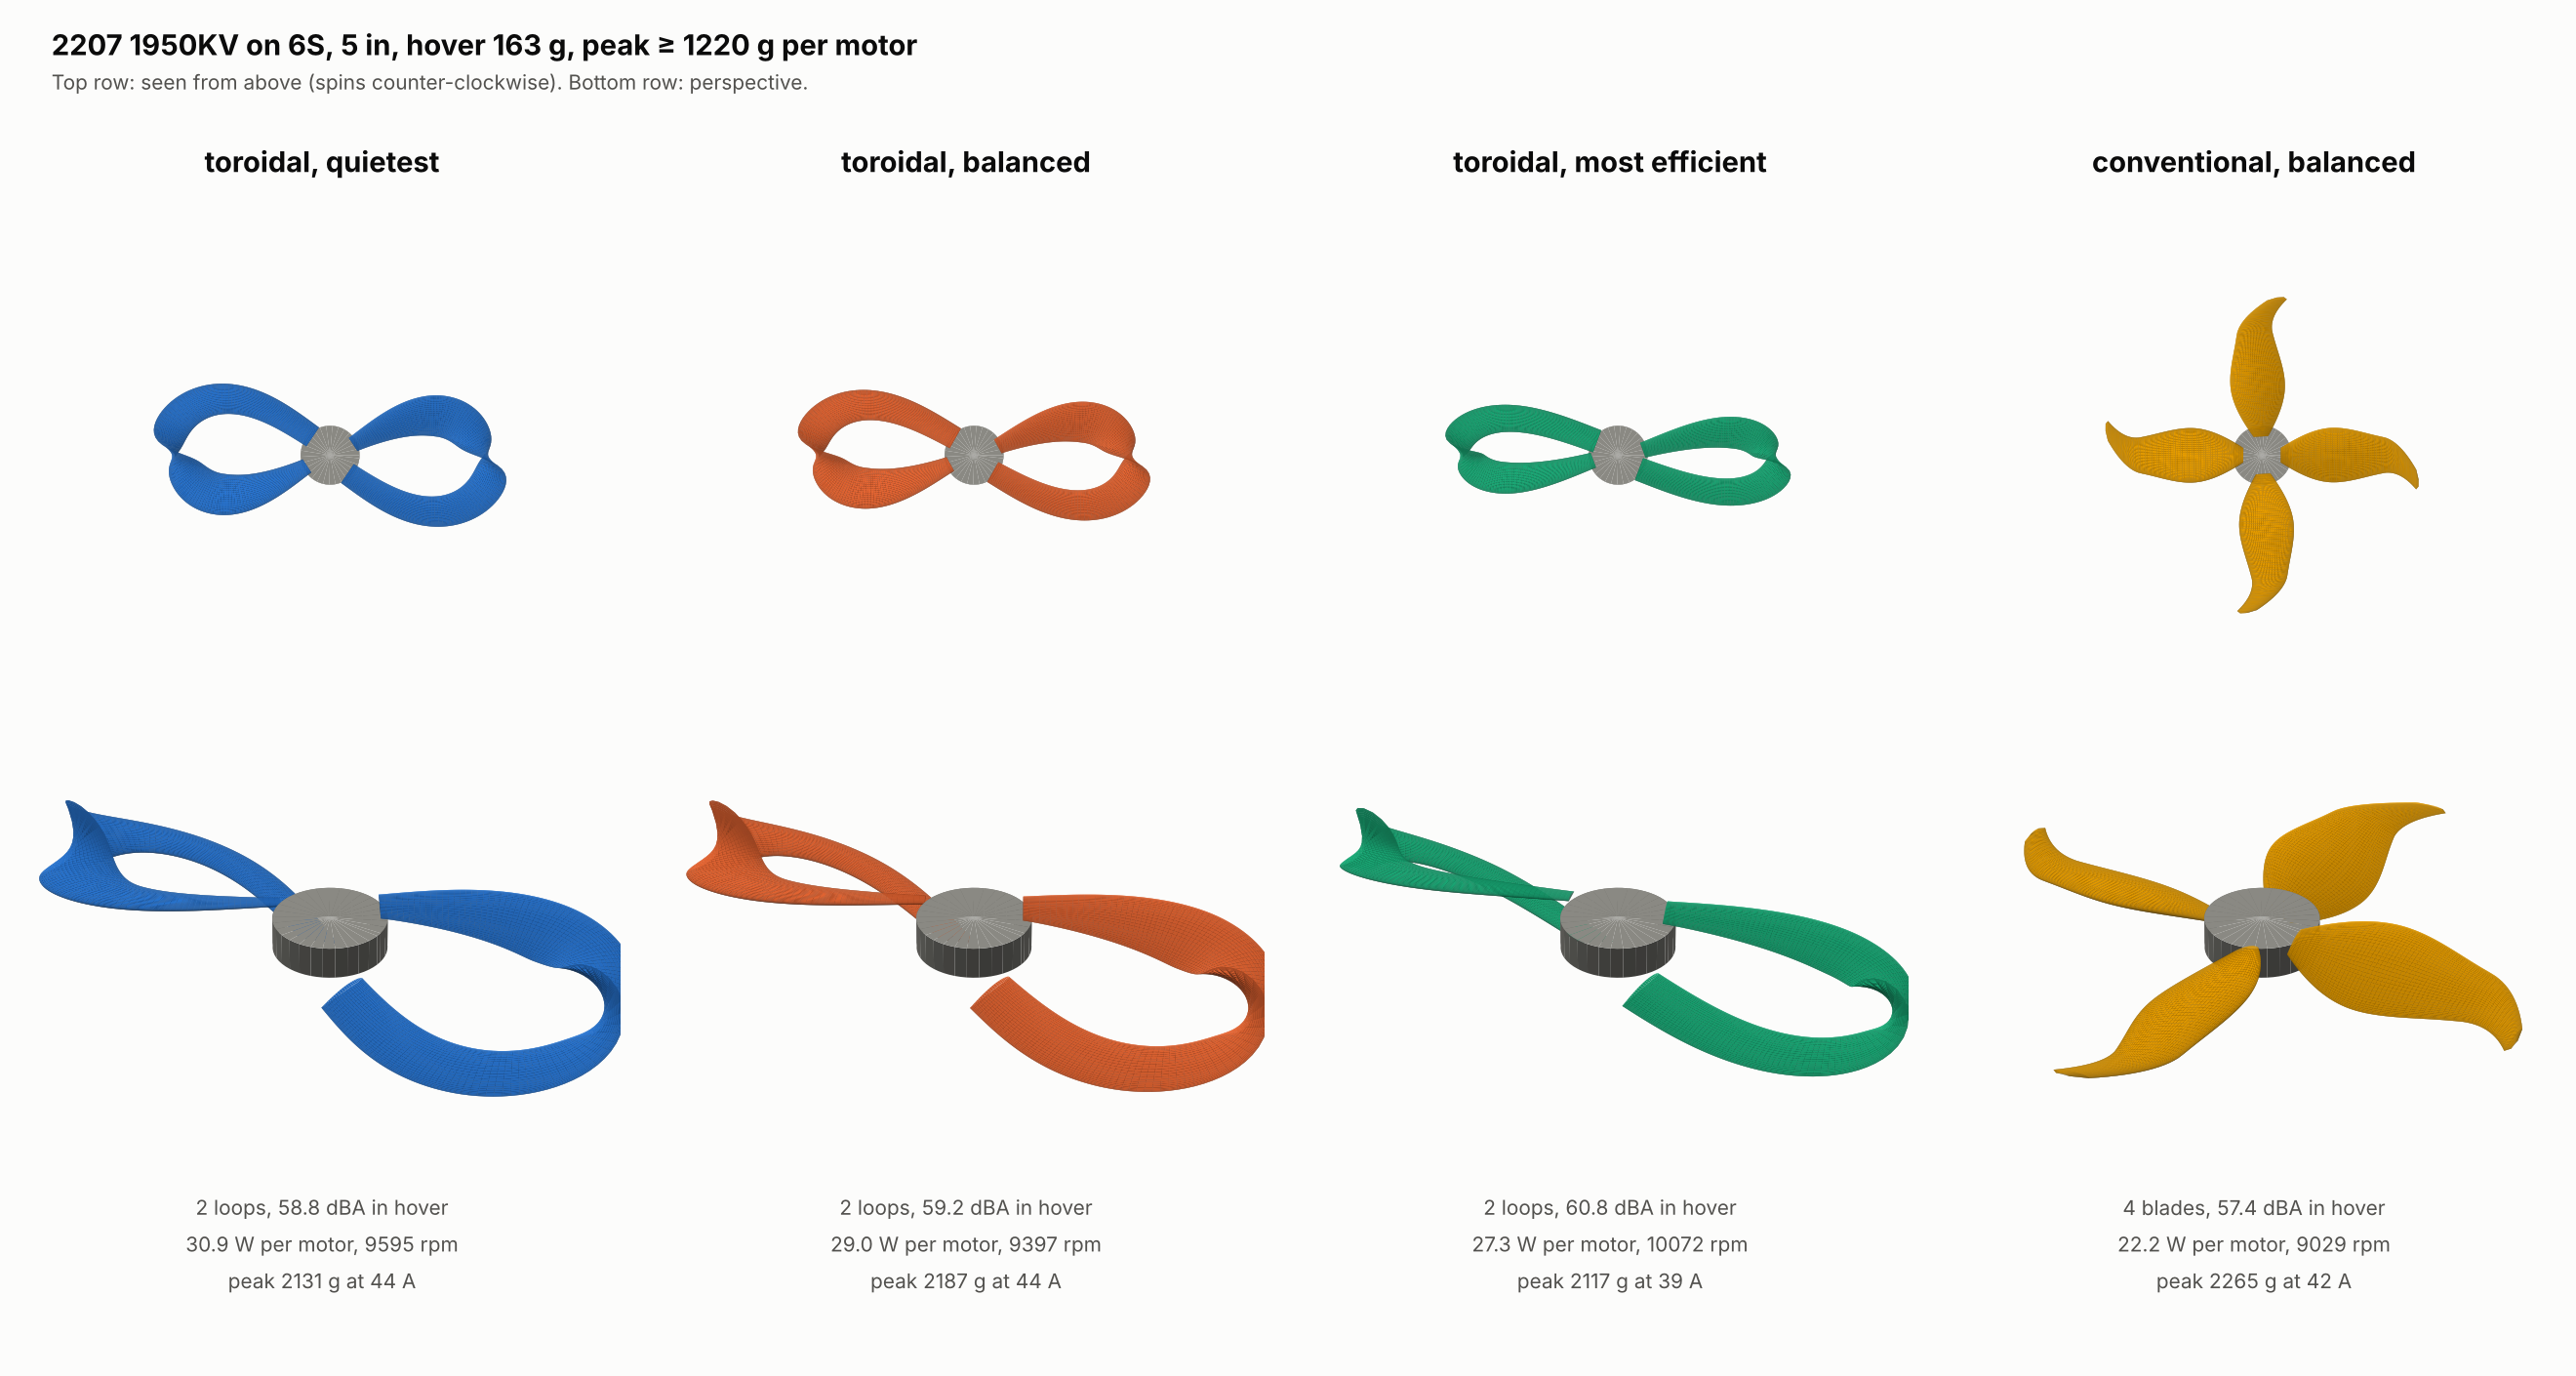 2207 1950KV on 6S, 5 in, hover 163 g, peak ≥ 1220 g per motor
Top row: seen from above (spins counter-clockwise). Bottom row: perspective.
toroidal, quietest
toroidal, balanced
toroidal, most efficient
conventional, balanced
2 loops, 58.8 dBA in hover
30.9 W per motor, 9595 rpm
peak 2131 g at 44 A
2 loops, 59.2 dBA in hover
29.0 W per motor, 9397 rpm
peak 2187 g at 44 A
2 loops, 60.8 dBA in hover
27.3 W per motor, 10072 rpm
peak 2117 g at 39 A
4 blades, 57.4 dBA in hover
22.2 W per motor, 9029 rpm
peak 2265 g at 42 A